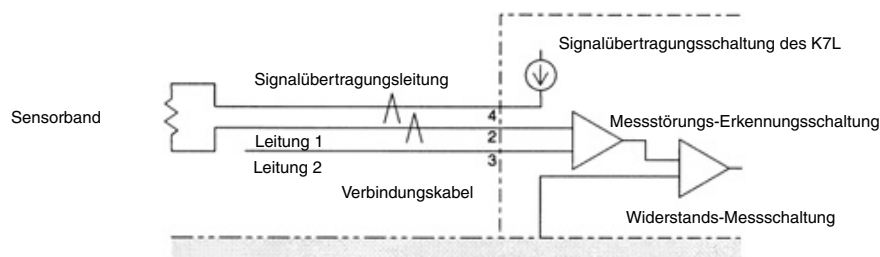 Signalübertragungsschaltung des K7L
Signalübertragungsleitung
Sensorband
4
Messstörungs-Erkennungsschaltung
2
Leitung 1
3
Leitung 2
Verbindungskabel
Widerstands-Messschaltung